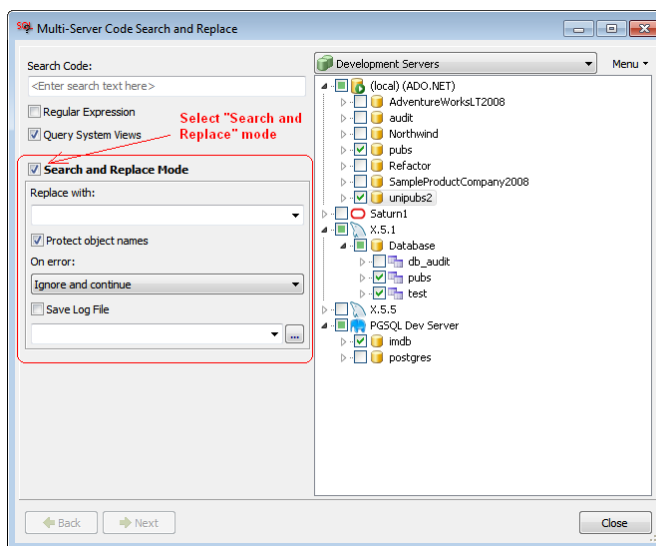 Multi-Server Code Search and Replace
Search Code:
<Enter search text here>
Regular Expression
Query System Views
Select "Search and
Replace" mode
Search and Replace Mode
Replace with:
Protect object names
On error:
Ignore and continue
Save Log File
...
Back
Next
Development Servers
Menu
(local) (ADO.NET)
AdventureWorksLT2008
audit
Northwind
pubs
Refactor
SampleProductCompany2008
unipubs2
Saturn1
X.5.1
Database
db_audit
pubs
test
X.5.5
PGSQL Dev Server
imdb
postgres
Close